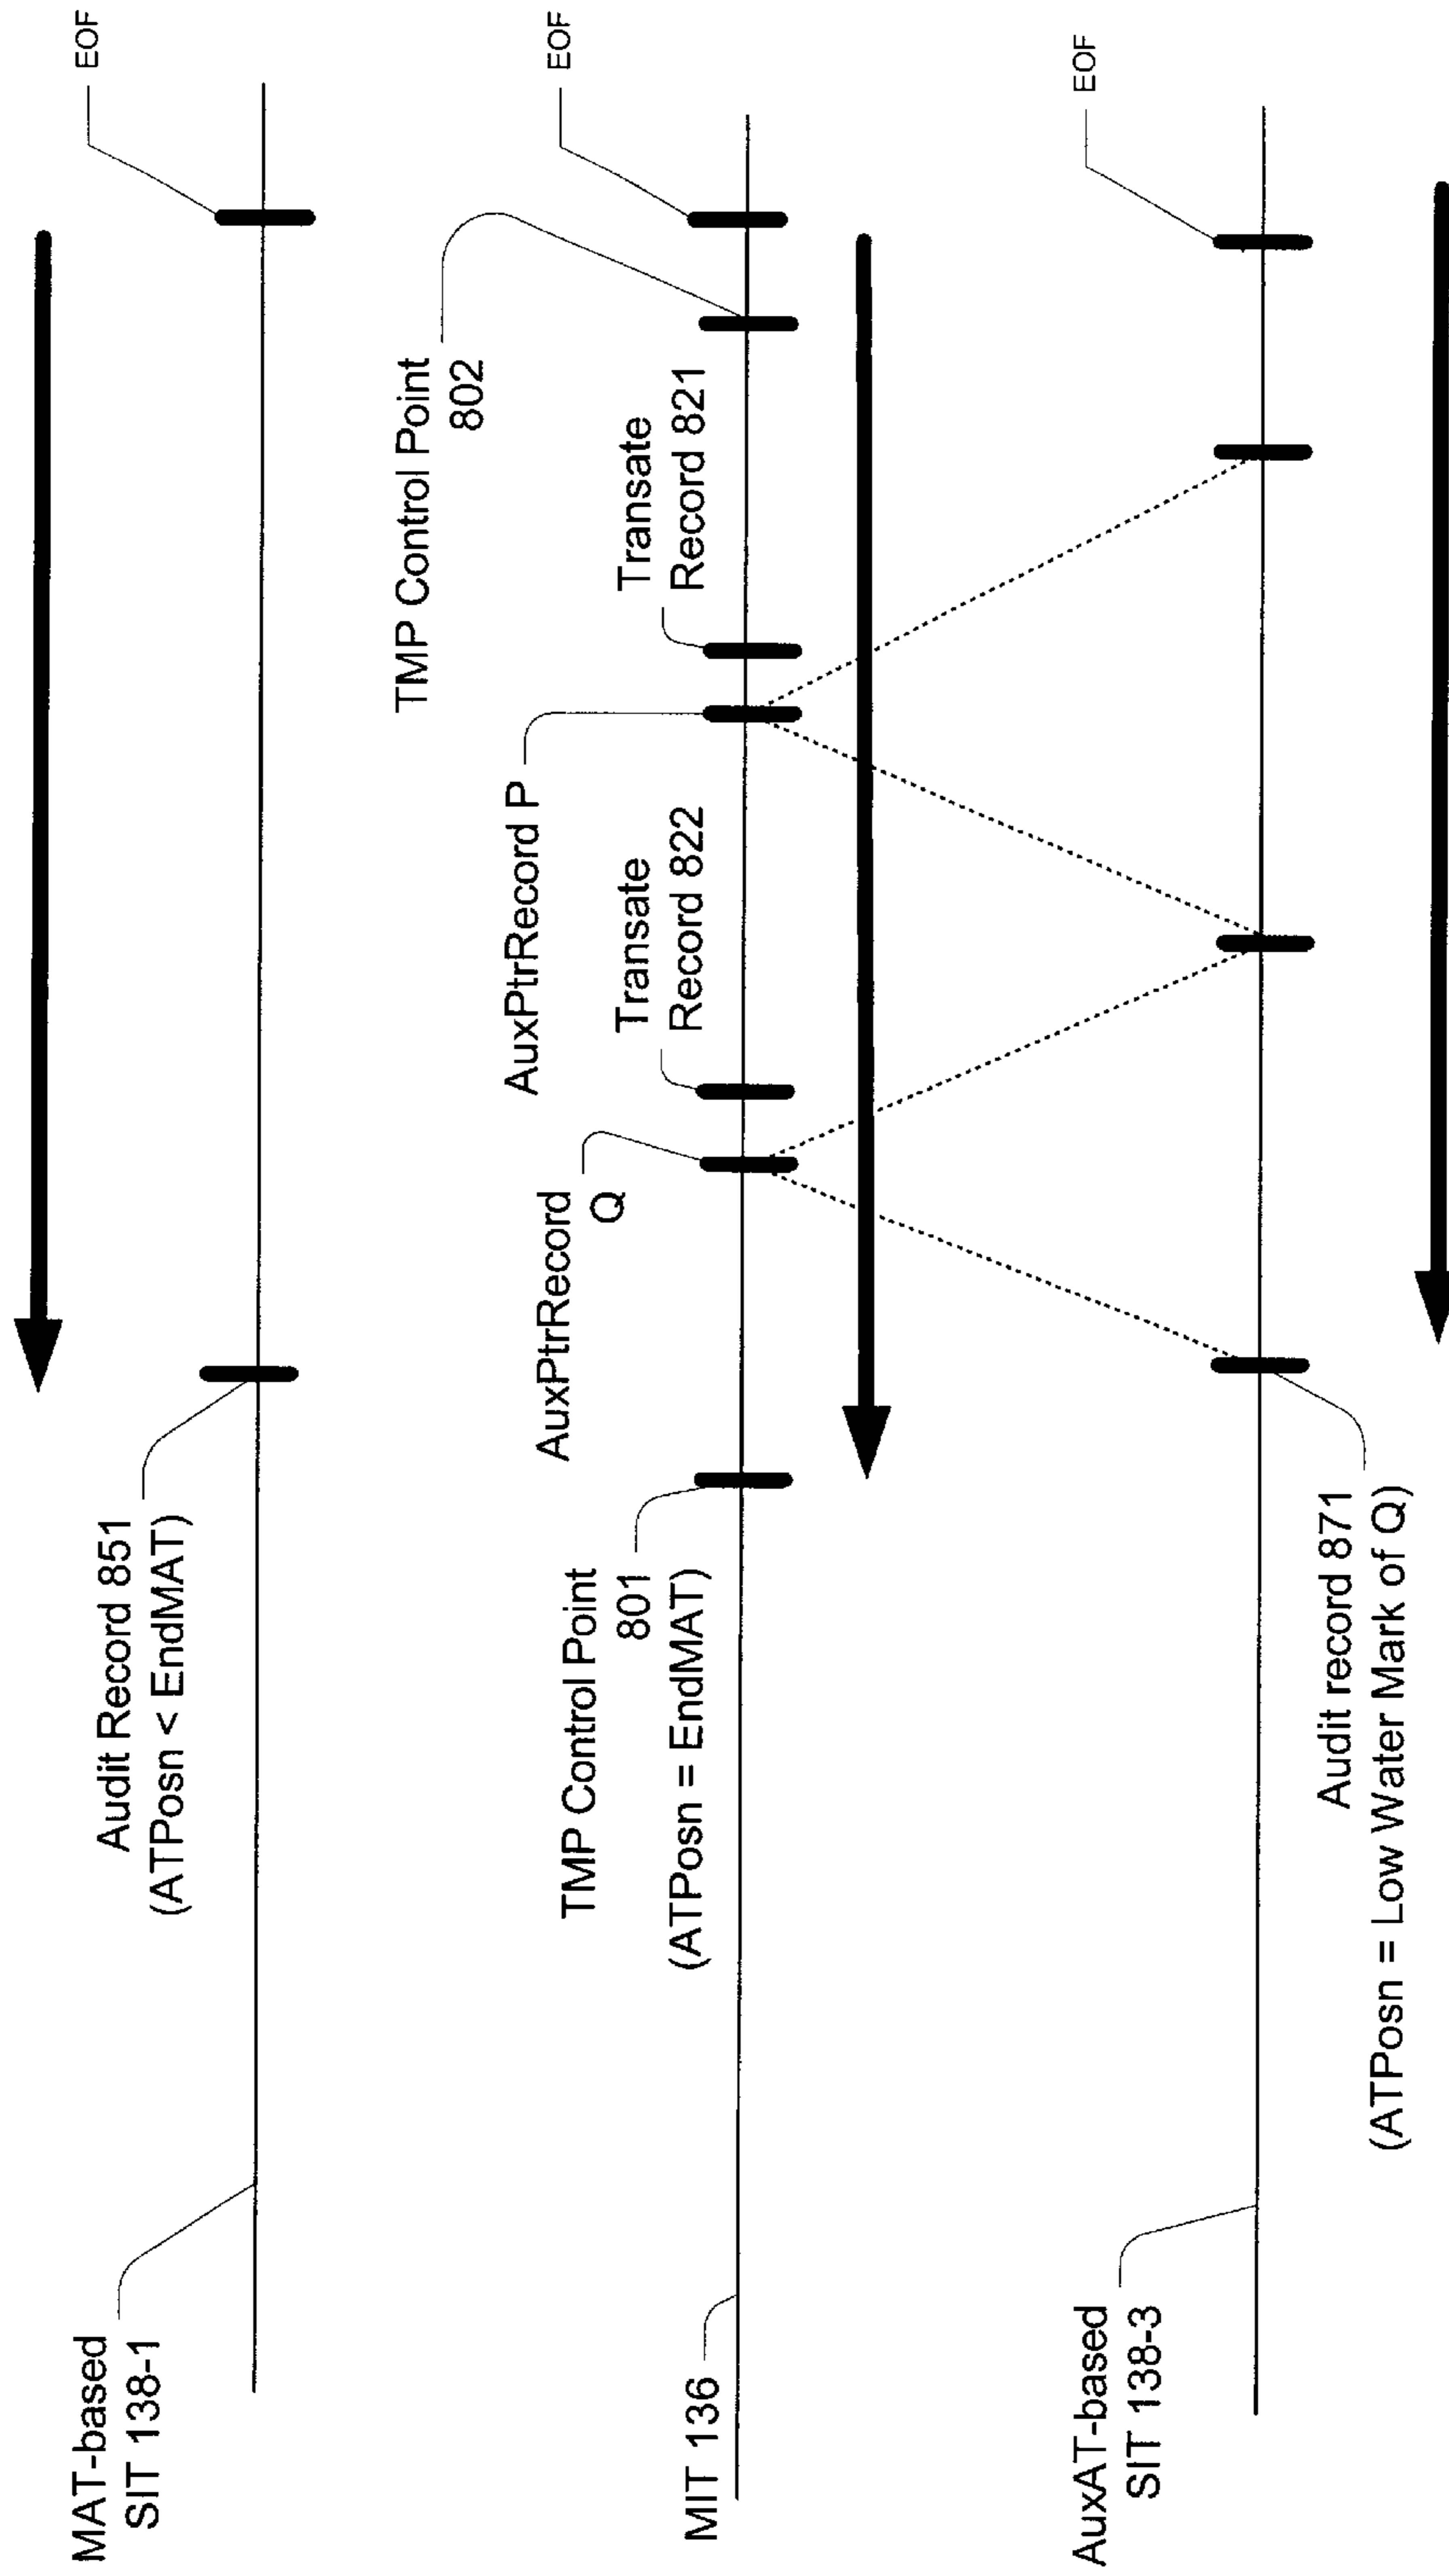 MAT-based
SIT 138-1
Audit Record 851
(ATPosn < EndMAT)
EOF
MIT 136
TMP Control Point
801
(ATPosn = EndMAT)
AuxPtrRecord
Q
Transate
Record 822
AuxPtrRecord P
Transate
Record 821
TMP Control Point
802
EOF
AuxAT-based
SIT 138-3
Audit record 871
(ATPosn = Low Water Mark of Q)
EOF